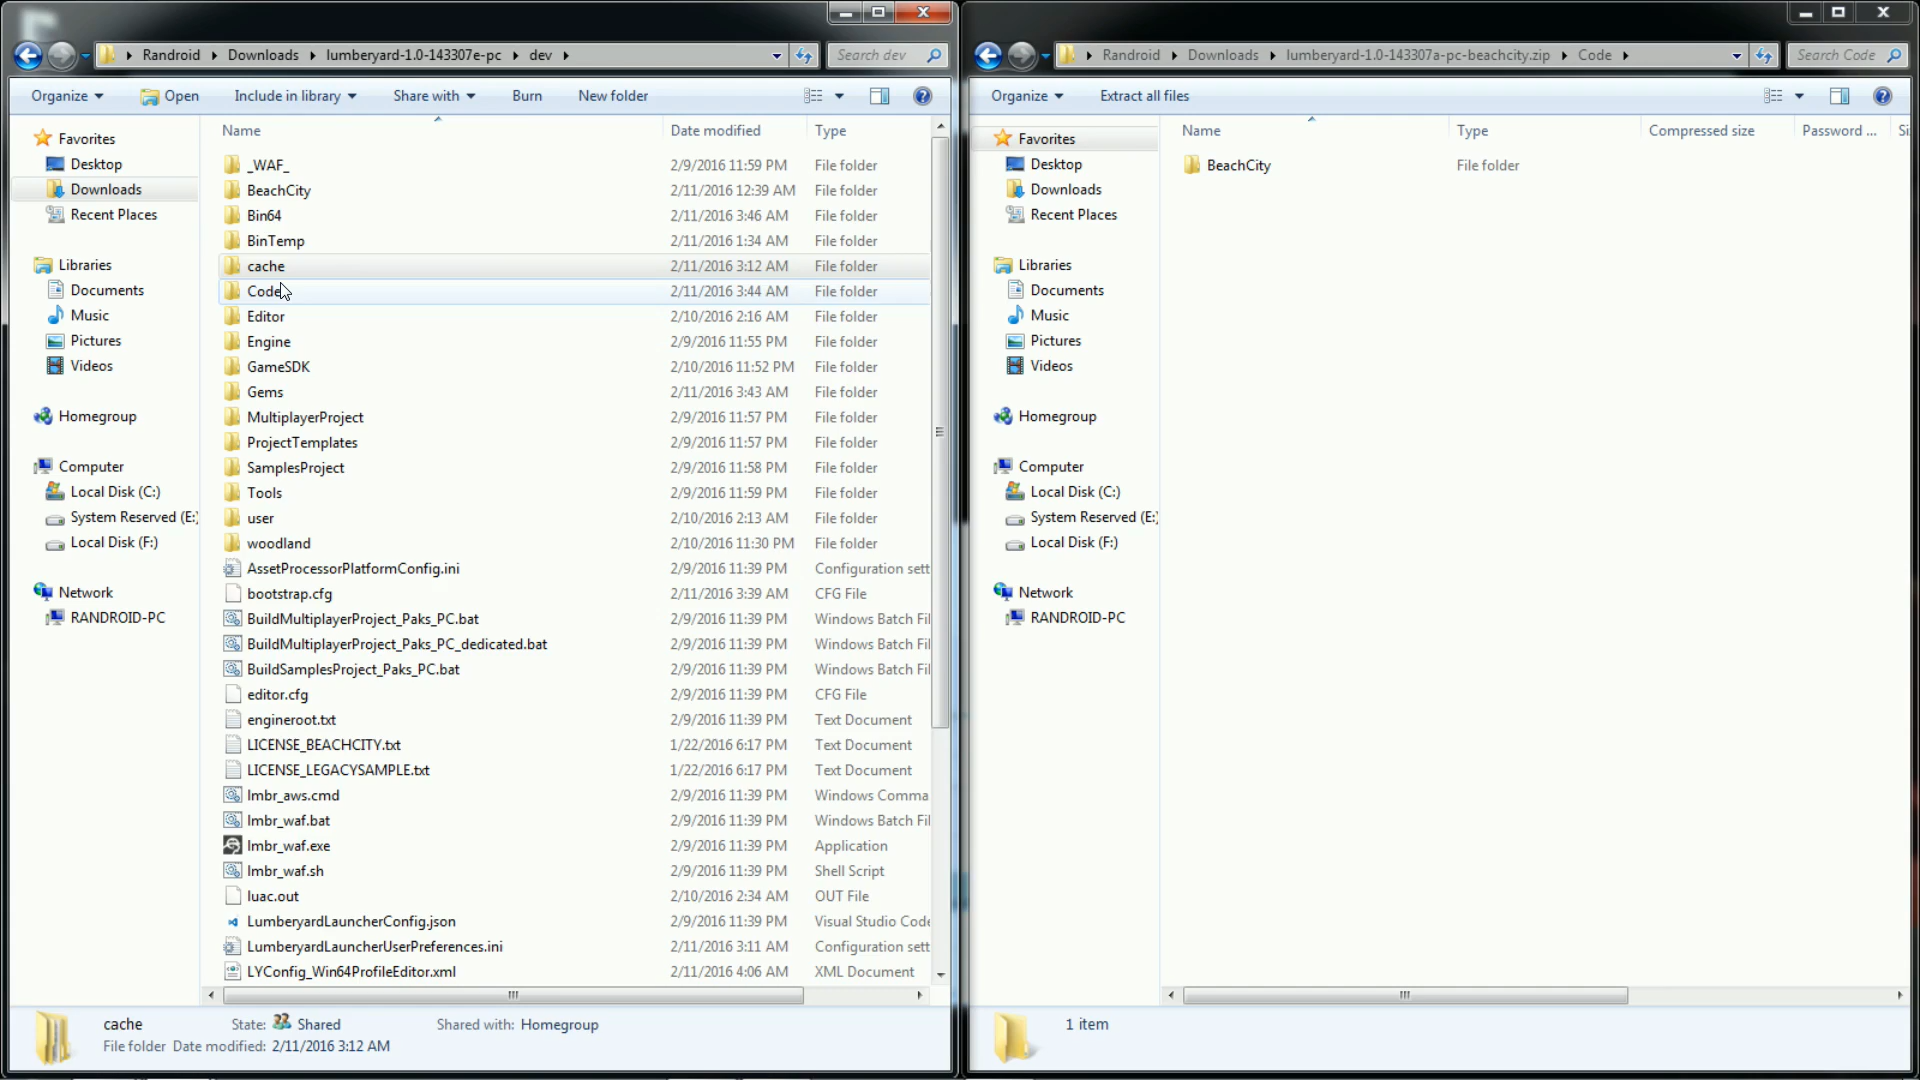 Randroid Downloads lumberyard-1.0-143307e-pc dev Search dev
Organize Open Include in library Share with Burn New folder
Favorites
Desktop
Downloads
Recent Places
Libraries
Documents
Music
Pictures
Videos
Homegroup
Computer
Local Disk (C:)
System Reserved (E:)
Local Disk (F:)
Network
RANDROID-PC
Name Date modified Type
_WAF_ 2/9/2016 11:59 PM File folder
BeachCity 2/11/2016 12:39 AM File folder
Bin64 2/11/2016 3:46 AM File folder
BinTemp 2/11/2016 1:34 AM File folder
cache 2/11/2016 3:12 AM File folder
Code 2/11/2016 3:44 AM File folder
Editor 2/10/2016 2:16 AM File folder
Engine 2/9/2016 11:55 PM File folder
GameSDK 2/10/2016 11:52 PM File folder
Gems 2/11/2016 3:43 AM File folder
MultiplayerProject 2/9/2016 11:57 PM File folder
ProjectTemplates 2/9/2016 11:57 PM File folder
SamplesProject 2/9/2016 11:58 PM File folder
Tools 2/9/2016 11:59 PM File folder
user 2/10/2016 2:13 AM File folder
woodland 2/10/2016 11:30 PM File folder
AssetProcessorPlatformConfig.ini 2/9/2016 11:39 PM Configuration sett
bootstrap.cfg 2/11/2016 3:39 AM CFG File
BuildMultiplayerProject_Paks_PC.bat 2/9/2016 11:39 PM Windows Batch Fil
BuildMultiplayerProject_Paks_PC_dedicated.bat 2/9/2016 11:39 PM Windows Batch Fil
BuildSamplesProject_Paks_PC.bat 2/9/2016 11:39 PM Windows Batch Fil
editor.cfg 2/9/2016 11:39 PM CFG File
engineroot.txt 2/9/2016 11:39 PM Text Document
LICENSE_BEACHCITY.txt 1/22/2016 6:17 PM Text Document
LICENSE_LEGACYSAMPLE.txt 1/22/2016 6:17 PM Text Document
lmbr_aws.cmd 2/9/2016 11:39 PM Windows Comma
lmbr_waf.bat 2/9/2016 11:39 PM Windows Batch Fil
lmbr_waf.exe 2/9/2016 11:39 PM Application
lmbr_waf.sh 2/9/2016 11:39 PM Shell Script
luac.out 2/10/2016 2:34 AM OUT File
LumberyardLauncherConfig.json 2/9/2016 11:39 PM Visual Studio Code
LumberyardLauncherUserPreferences.ini 2/11/2016 3:11 AM Configuration sett
LYConfig_Win64ProfileEditor.xml 2/11/2016 4:06 AM XML Document
cache State: Shared Shared with: Homegroup
File folder Date modified: 2/11/2016 3:12 AM
Randroid Downloads lumberyard-1.0-143307a-pc-beachcity.zip Code Search Code
Organize Extract all files
Favorites
Desktop
Downloads
Recent Places
Libraries
Documents
Music
Pictures
Videos
Homegroup
Computer
Local Disk (C:)
System Reserved (E:)
Local Disk (F:)
Network
RANDROID-PC
Name Type Compressed size Password ... Si
BeachCity File folder
1 item